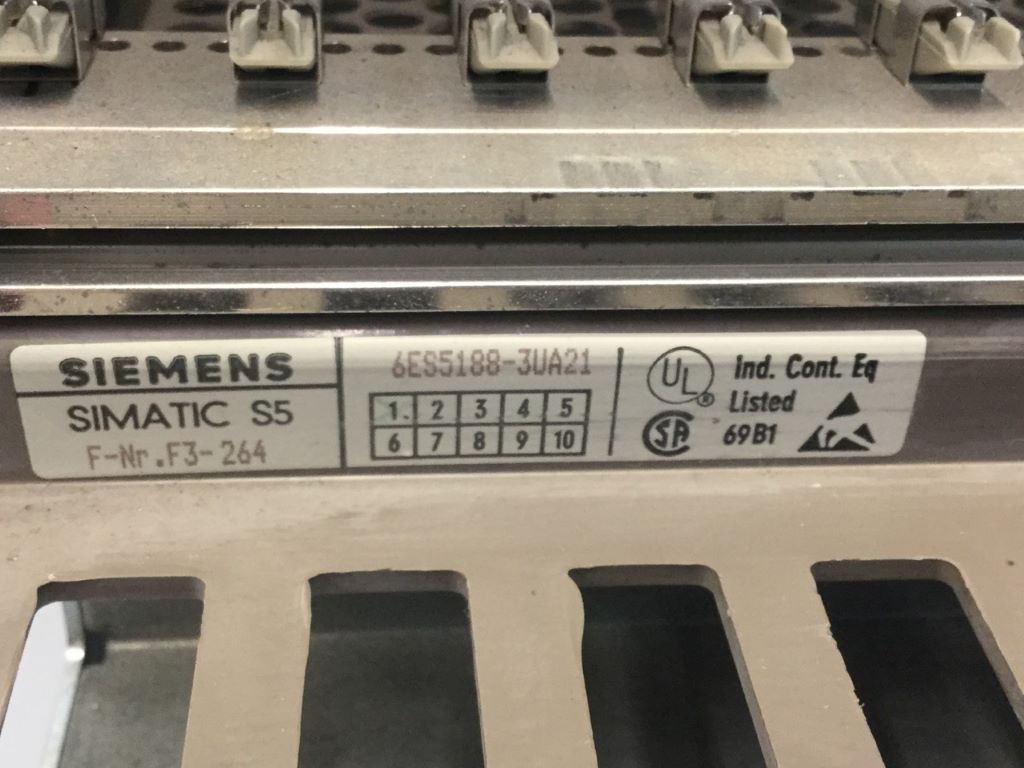 SIEMENS
SIMATIC S5
F-Nr.F3-264
6ES5188-3UA21
1. 2 3 4 5
6 7 8 9 10
UL®
SA
Ind. Cont. Eq
Listed
69B1